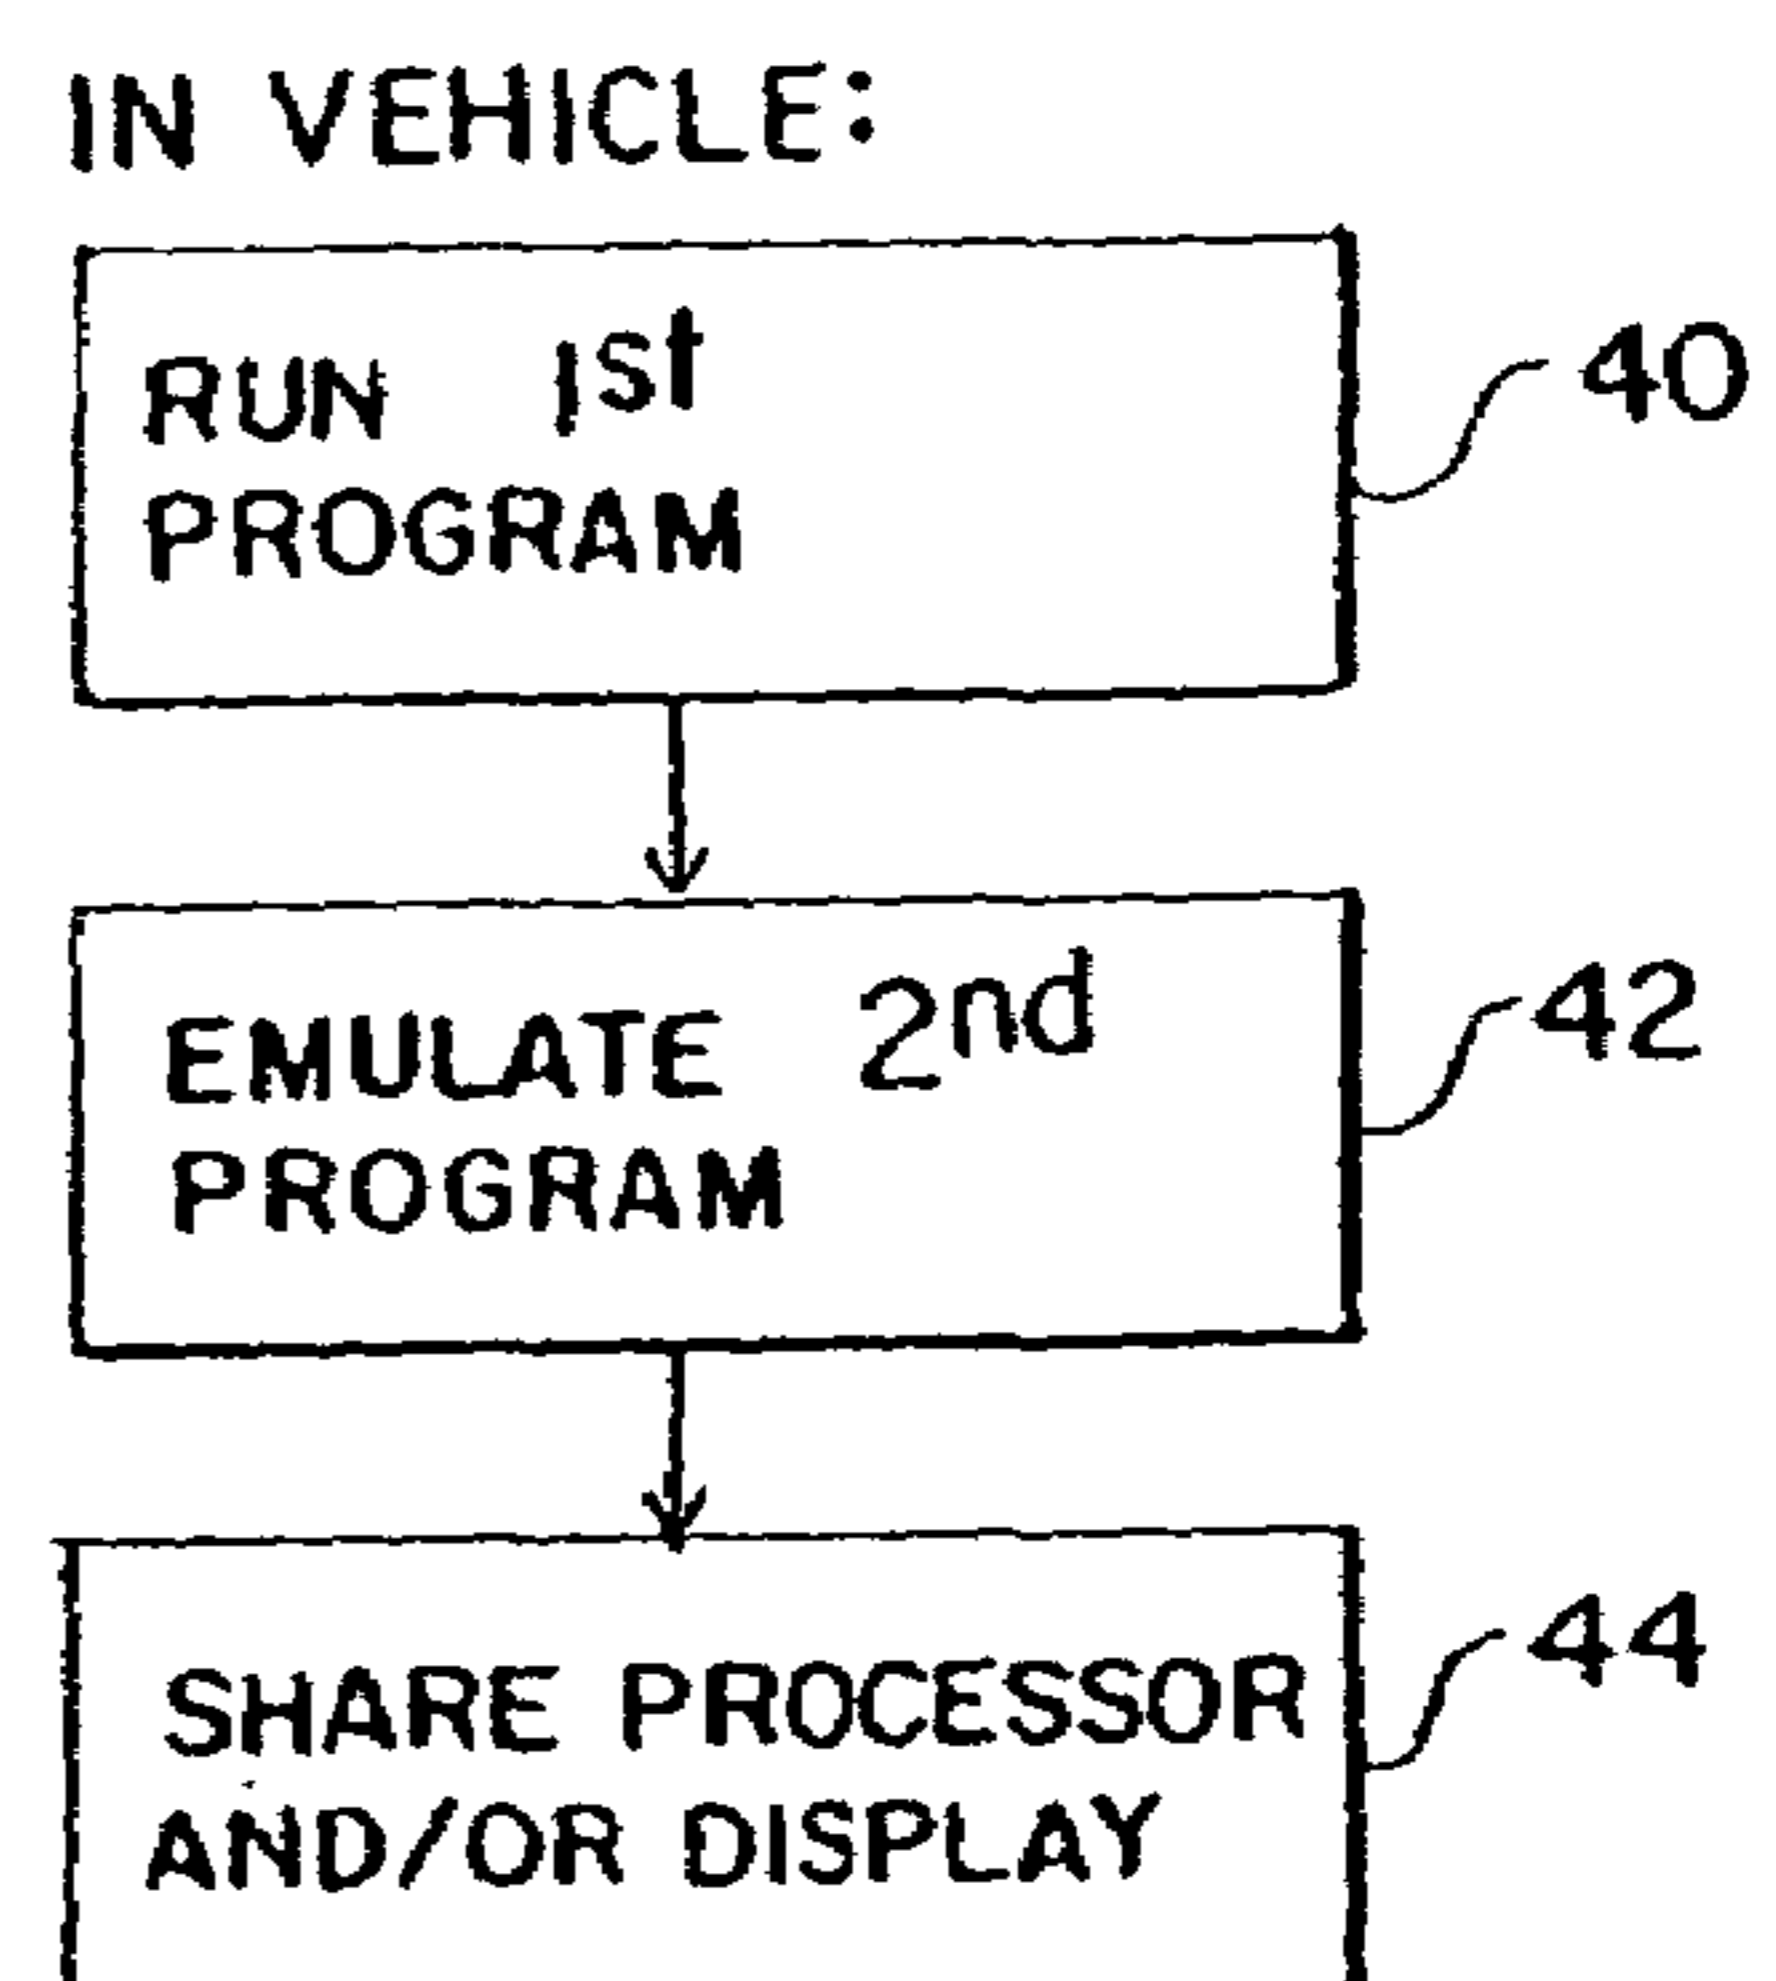 IN VEHICLE:
RUN 1st
PROGRAM
40
EMULATE 2nd
PROGRAM
42
SHARE PROCESSOR
AND/OR DISPLAY
44